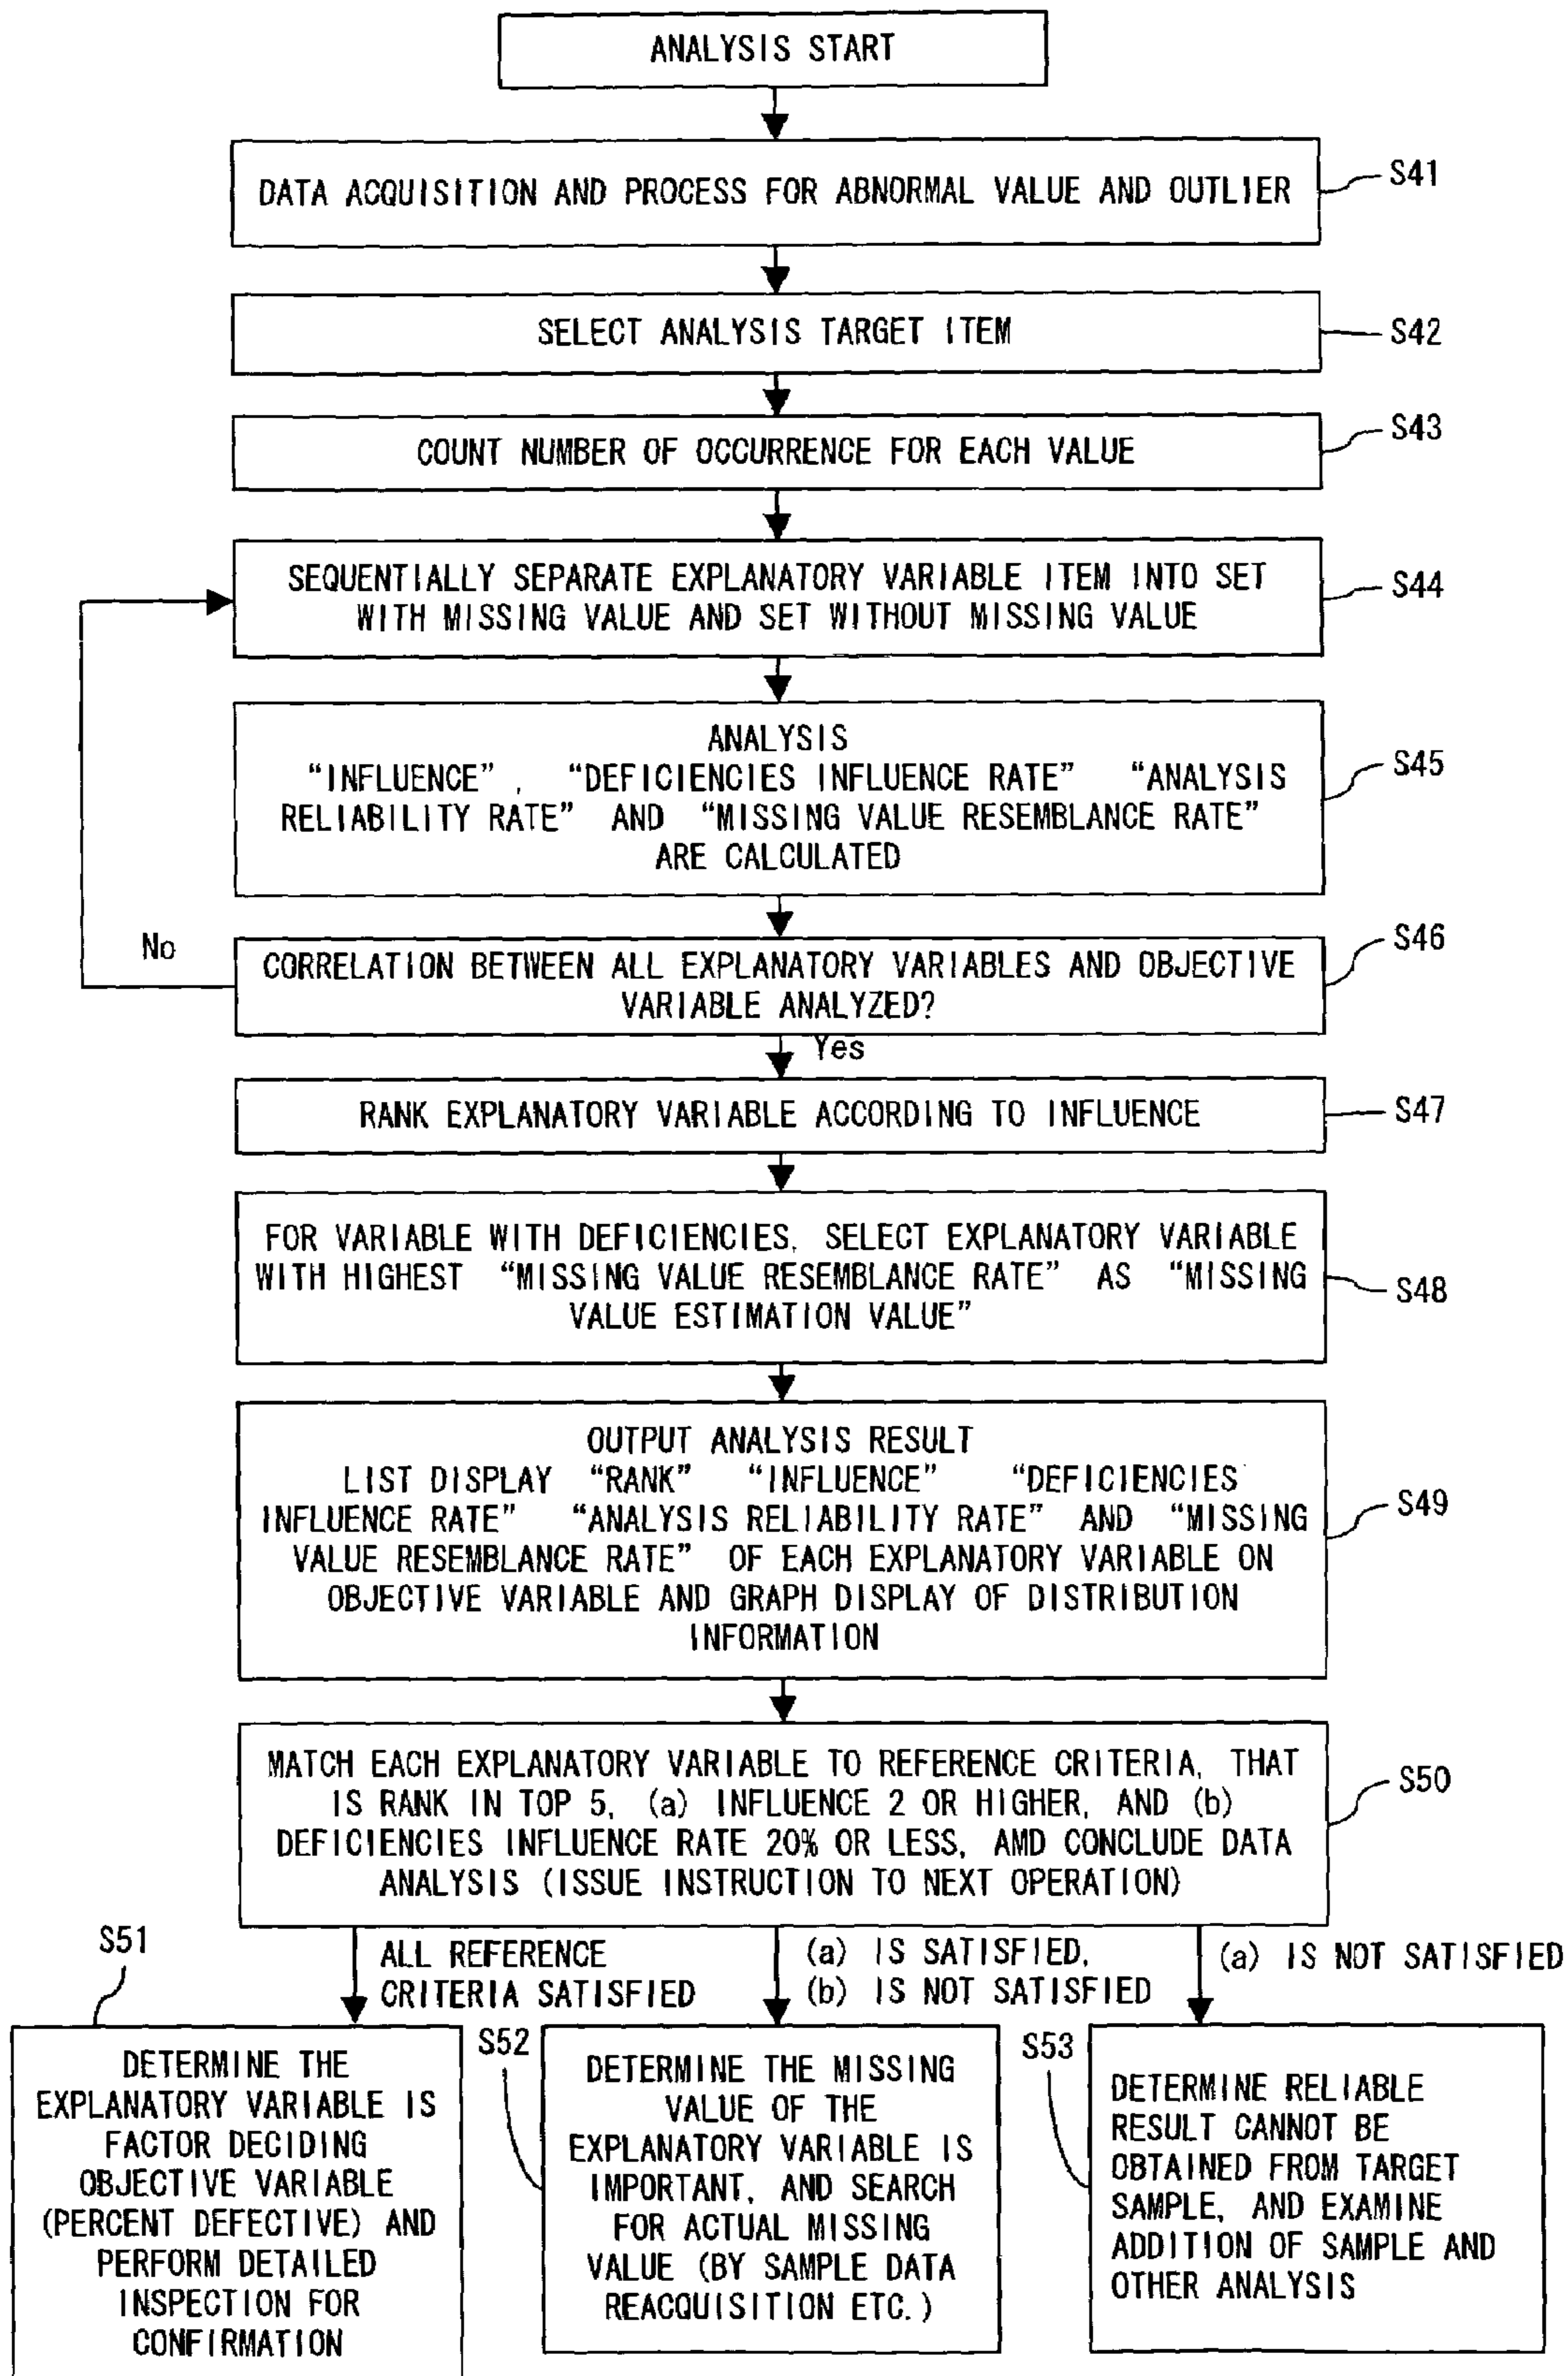 ANALYSIS START
DATA ACQUISITION AND PROCESS FOR ABNORMAL VALUE AND OUTLIER
S41
SELECT ANALYSIS TARGET ITEM
S42
COUNT NUMBER OF OCCURRENCE FOR EACH VALUE
S43
SEQUENTIALLY SEPARATE EXPLANATORY VARIABLE ITEM INTO SET
WITH MISSING VALUE AND SET WITHOUT MISSING VALUE
S44
ANALYSIS
“INFLUENCE”, “DEFICIENCIES INFLUENCE RATE” “ANALYSIS
RELIABILITY RATE” AND “MISSING VALUE RESEMBLANCE RATE”
ARE CALCULATED
S45
No
CORRELATION BETWEEN ALL EXPLANATORY VARIABLES AND OBJECTIVE
VARIABLE ANALYZED?
S46
Yes
RANK EXPLANATORY VARIABLE ACCORDING TO INFLUENCE
S47
FOR VARIABLE WITH DEFICIENCIES, SELECT EXPLANATORY VARIABLE
WITH HIGHEST “MISSING VALUE RESEMBLANCE RATE” AS “MISSING
VALUE ESTIMATION VALUE”
S48
OUTPUT ANALYSIS RESULT
LIST DISPLAY “RANK” “INFLUENCE” “DEFICIENCIES
INFLUENCE RATE” “ANALYSIS RELIABILITY RATE” AND “MISSING
VALUE RESEMBLANCE RATE” OF EACH EXPLANATORY VARIABLE ON
OBJECTIVE VARIABLE AND GRAPH DISPLAY OF DISTRIBUTION
INFORMATION
S49
MATCH EACH EXPLANATORY VARIABLE TO REFERENCE CRITERIA, THAT
IS RANK IN TOP 5, (a) INFLUENCE 2 OR HIGHER, AND (b)
DEFICIENCIES INFLUENCE RATE 20% OR LESS, AMD CONCLUDE DATA
ANALYSIS (ISSUE INSTRUCTION TO NEXT OPERATION)
S50
S51
ALL REFERENCE
CRITERIA SATISFIED
(a) IS SATISFIED,
(b) IS NOT SATISFIED
(a) IS NOT SATISFIED
DETERMINE THE
EXPLANATORY VARIABLE IS
FACTOR DECIDING
OBJECTIVE VARIABLE
(PERCENT DEFECTIVE) AND
PERFORM DETAILED
INSPECTION FOR
CONFIRMATION
S52
DETERMINE THE MISSING
VALUE OF THE
EXPLANATORY VARIABLE IS
IMPORTANT, AND SEARCH
FOR ACTUAL MISSING
VALUE (BY SAMPLE DATA
REACQUISITION ETC.)
S53
DETERMINE RELIABLE
RESULT CANNOT BE
OBTAINED FROM TARGET
SAMPLE, AND EXAMINE
ADDITION OF SAMPLE AND
OTHER ANALYSIS